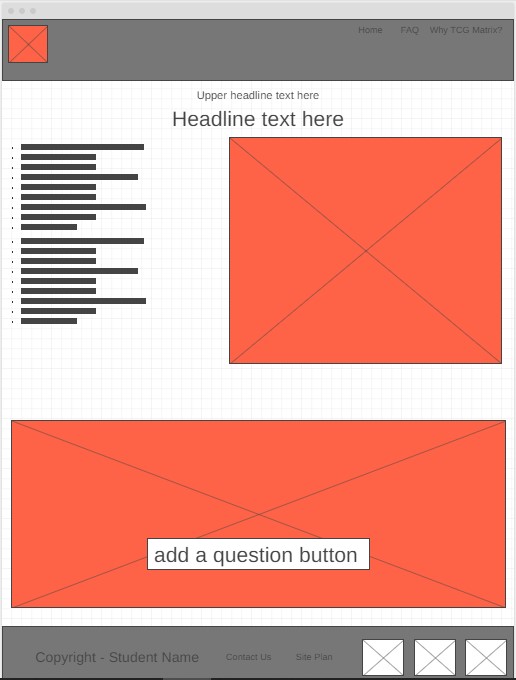 Home FAQ Why TCG Matrix?
Upper headline text here
Headline text here
add a question button
Copyright - Student Name Contact Us Site Plan